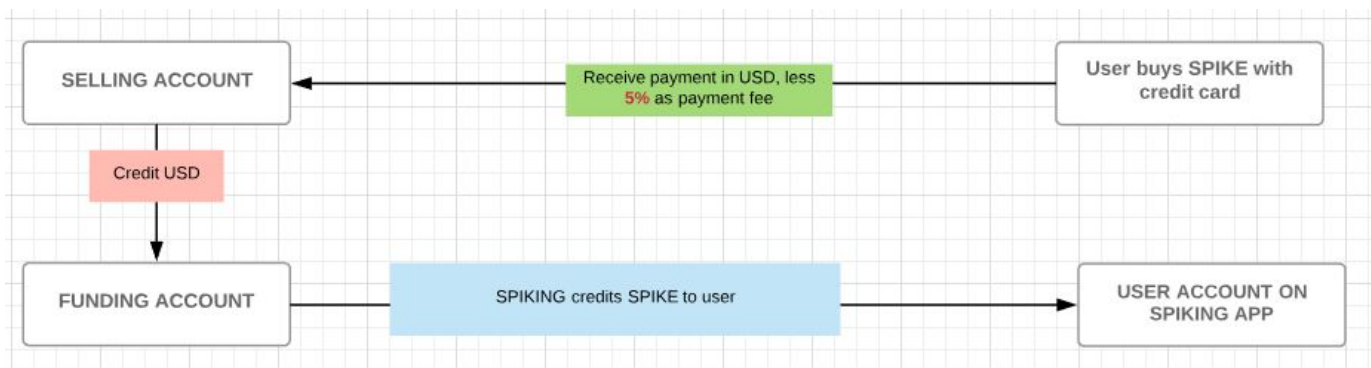 SELLING ACCOUNT
Receive payment in USD, less
5% as payment fee
User buys SPIKE with
credit card
Credit USD
FUNDING ACCOUNT
SPIKING credits SPIKE to user
USER ACCOUNT ON
SPIKING APP